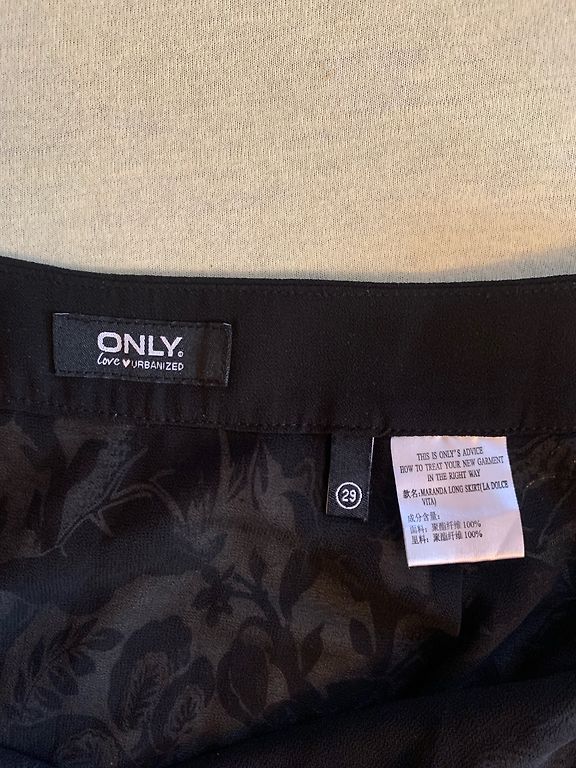 ONLY
love ♥ URBANIZED
29
THIS IS ONLY'S ADVICE
HOW TO TREAT YOUR NEW GARMENT
IN THE RIGHT WAY
款名:MARANDA LONG SKIRT(LA DOLCE
VITA)
成分含量:
面料: 聚酯纤维 100%
里料: 聚酯纤维 100%